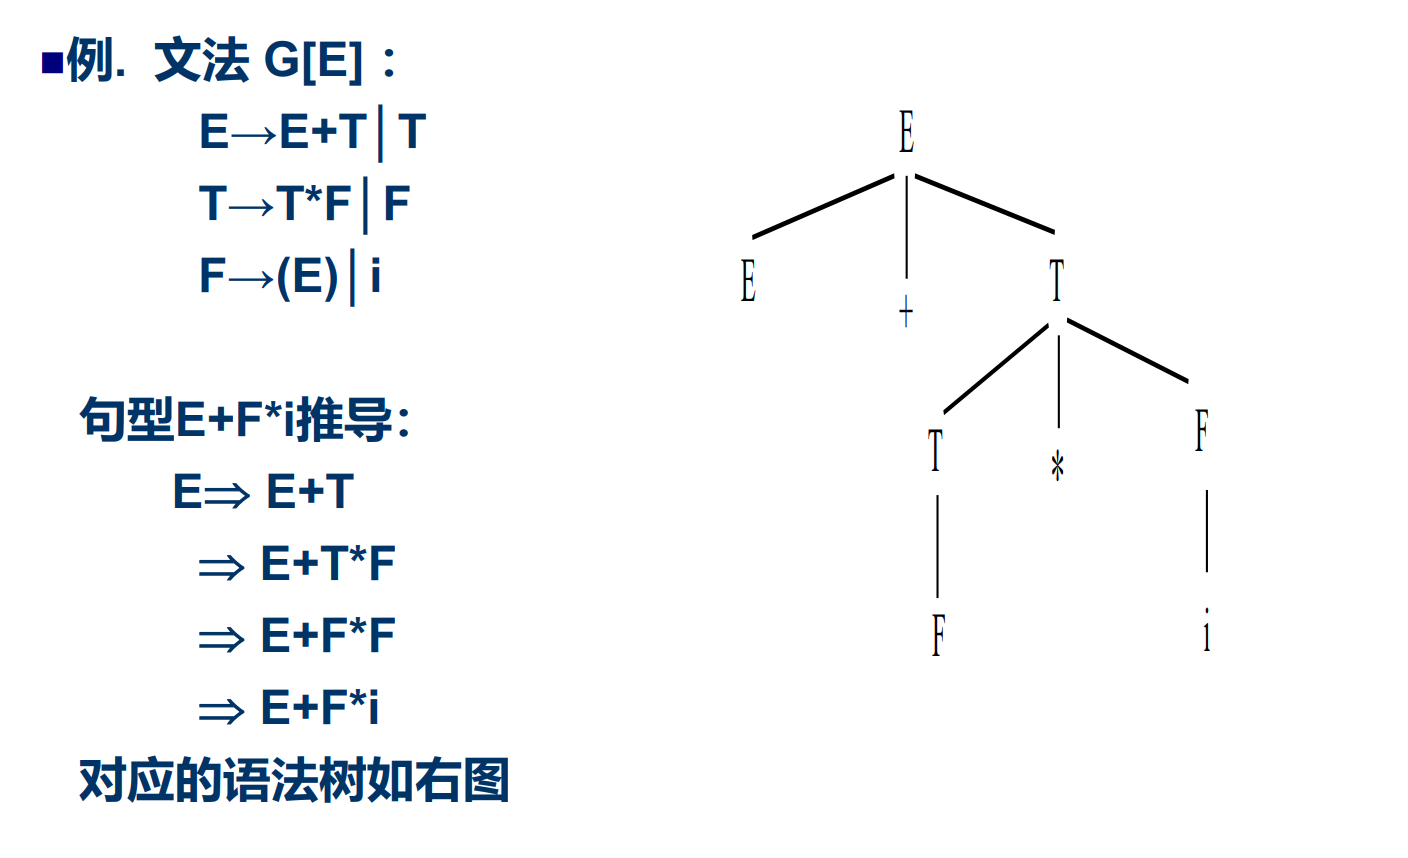 ■例. 文法 G[E]：
E→E+T│T
T→T*F│F
F→(E)│i
句型E+F*i推导：
E⇒ E+T
⇒ E+T*F
⇒ E+F*F
⇒ E+F*i
对应的语法树如右图
E
E + T
T * F
F i